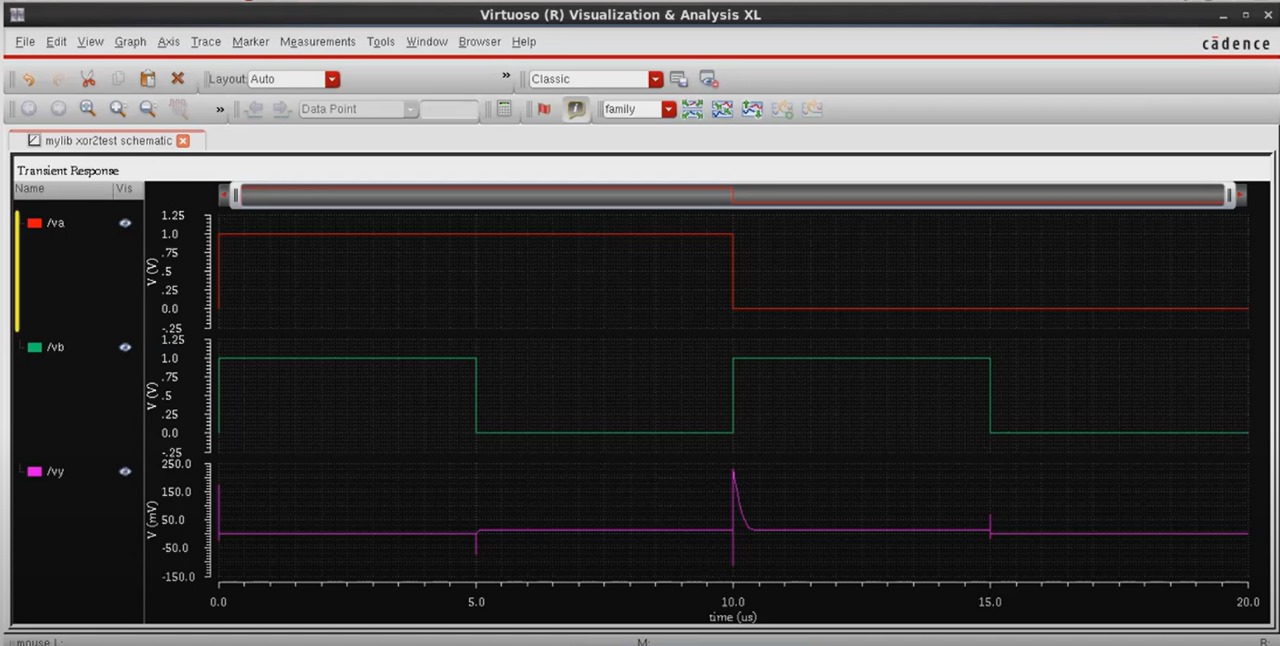 Virtuoso (R) Visualization & Analysis XL
File Edit View Graph Axis Trace Marker Measurements Tools Window Browser Help
cādence
Layout: Auto » Classic
» Data Point family
mylib xor2test schematic
Transient Response
Name Vis
/va
V (V)
1.25
1.0
.75
.5
.25
0.0
-.25
/vb
V (V)
1.25
1.0
.75
.5
.25
0.0
-.25
/vy
V (mV)
250.0
150.0
50.0
-50.0
-150.0
0.0 5.0 10.0 15.0 20.0
time (us)
mouse L: M: R: